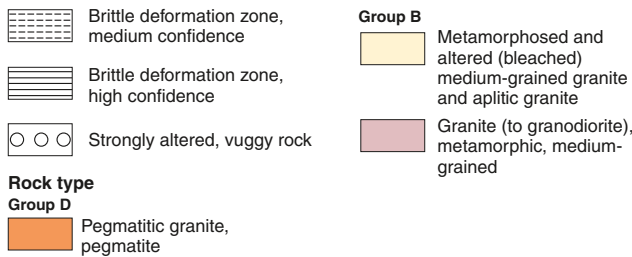 Brittle deformation zone,
medium confidence
Brittle deformation zone,
high confidence
Strongly altered, vuggy rock
Rock type
Group D
Pegmatitic granite,
pegmatite
Group B
Metamorphosed and
altered (bleached)
medium-grained granite
and aplitic granite
Granite (to granodiorite),
metamorphic, medium-
grained